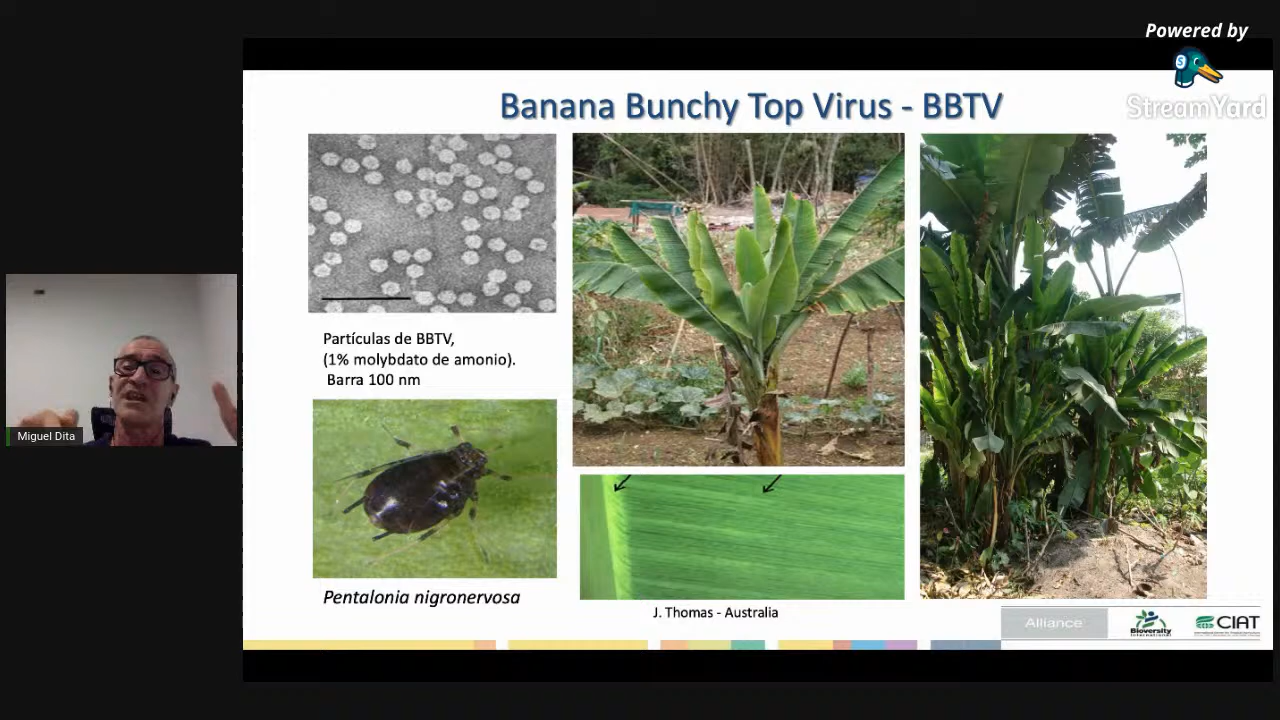 Powered by
StreamYard
Banana Bunchy Top Virus - BBTV
Partículas de BBTV,
(1% molybdato de amonio).
Barra 100 nm
Miguel Dita
Pentalonia nigronervosa
J. Thomas - Australia
Alliance
Bioversity
International
CIAT